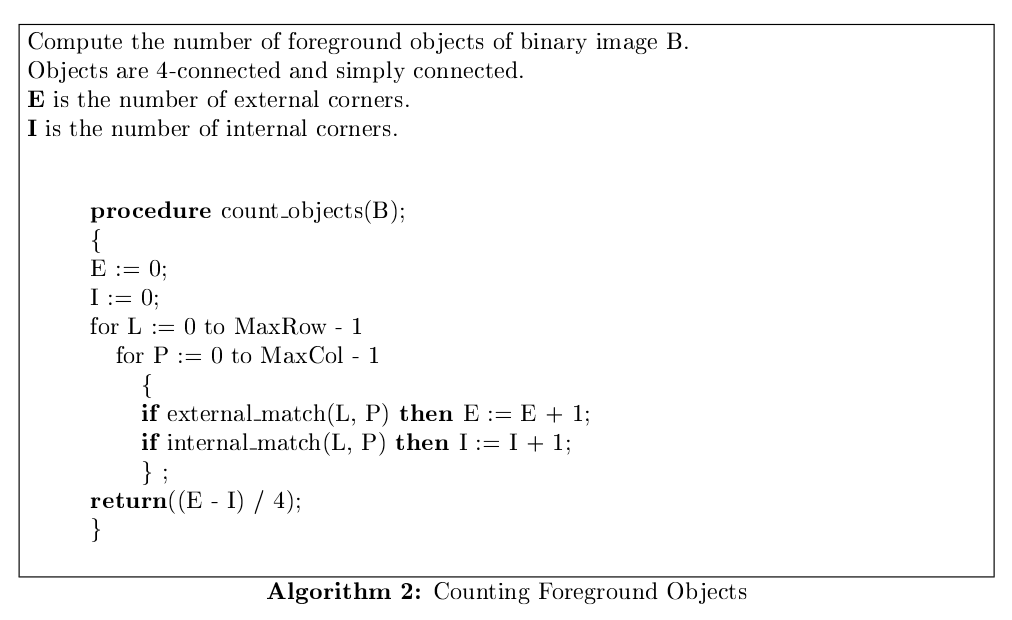 Compute the number of foreground objects of binary image B.
Objects are 4-connected and simply connected.
E is the number of external corners.
I is the number of internal corners.
procedure count_objects(B);
{
E := 0;
I := 0;
for L := 0 to MaxRow - 1
for P := 0 to MaxCol - 1
{
if external_match(L, P) then E := E + 1;
if internal_match(L, P) then I := I + 1;
} ;
return((E - I) / 4);
}
Algorithm 2: Counting Foreground Objects